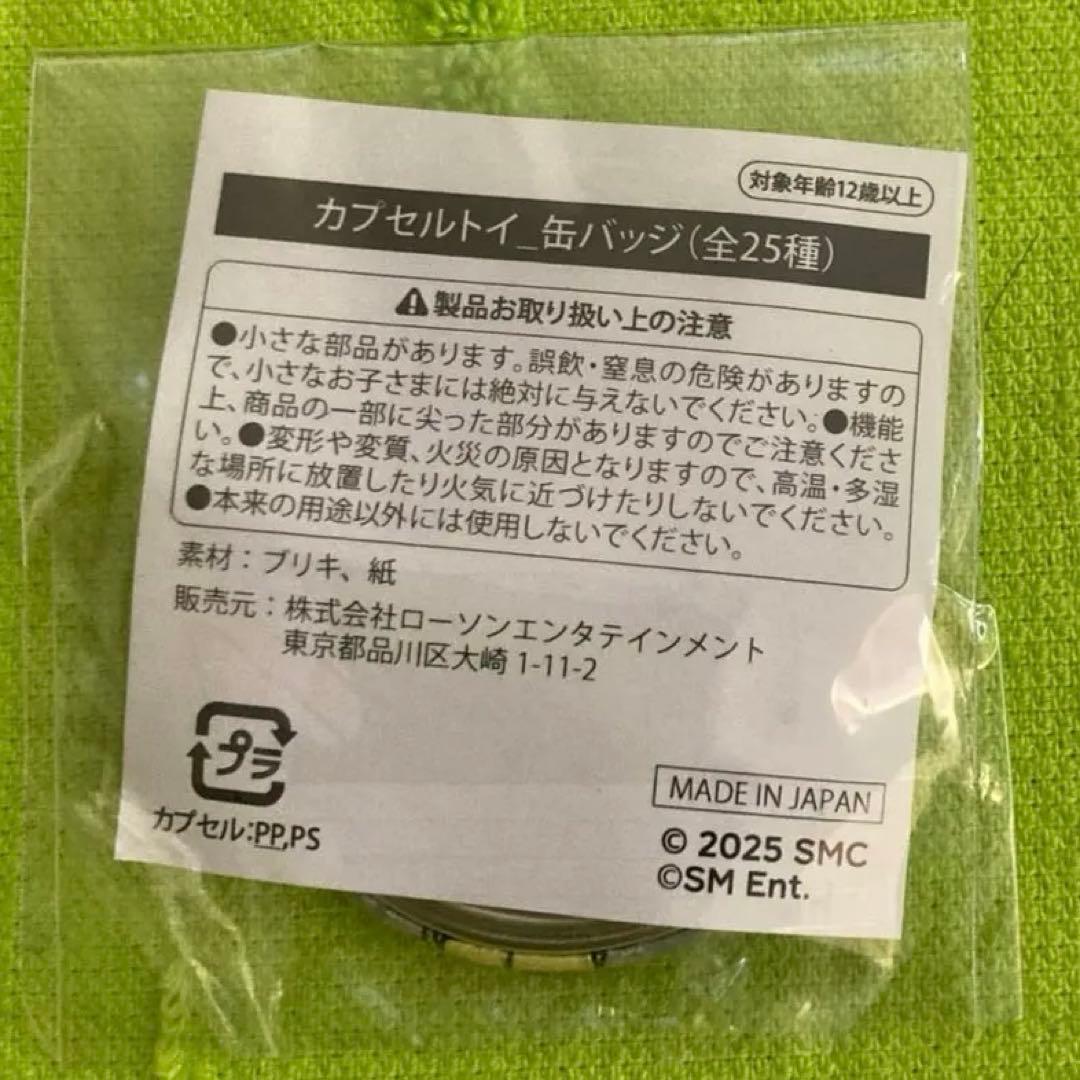 対象年齢12歳以上
カプセルトイ_缶バッジ(全25種)
製品お取り扱い上の注意
●小さな部品があります。誤飲・窒息の危険がありますの
で、小さなお子さまには絶対に与えないでください。●機能
上、商品の一部に尖った部分がありますのでご注意くださ
い。●変形や変質、火災の原因となりますので、高温・多湿
な場所に放置したり火気に近づけたりしないでください。
●本来の用途以外には使用しないでください。
素材：ブリキ、紙
販売元：株式会社ローソンエンタテインメント
東京都品川区大崎 1-11-2
プラ
カプセル:PP,PS
MADE IN JAPAN
© 2025 SMC
©SM Ent.